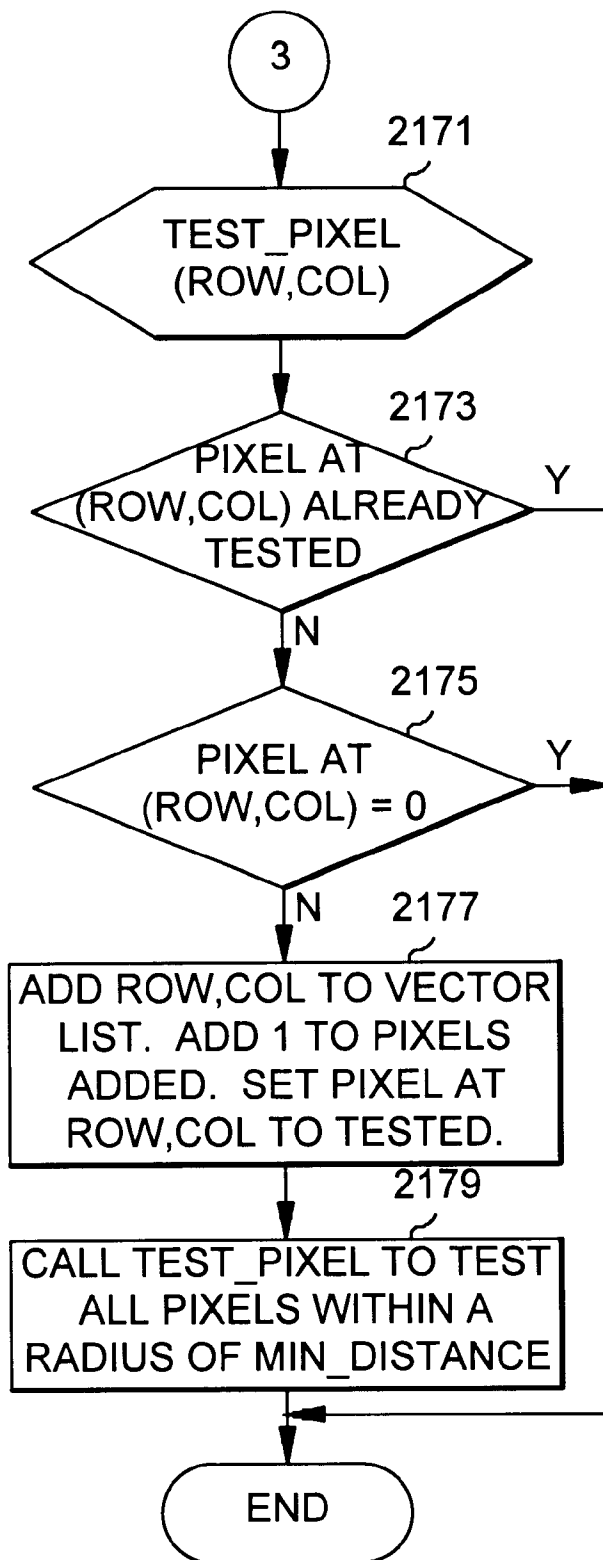 3
2171
TEST_PIXEL
(ROW,COL)
2173
PIXEL AT
(ROW,COL) ALREADY
TESTED
Y
N
2175
PIXEL AT
(ROW,COL) = 0
Y
N
2177
ADD ROW,COL TO VECTOR
LIST. ADD 1 TO PIXELS
ADDED. SET PIXEL AT
ROW,COL TO TESTED.
2179
CALL TEST_PIXEL TO TEST
ALL PIXELS WITHIN A
RADIUS OF MIN_DISTANCE
END